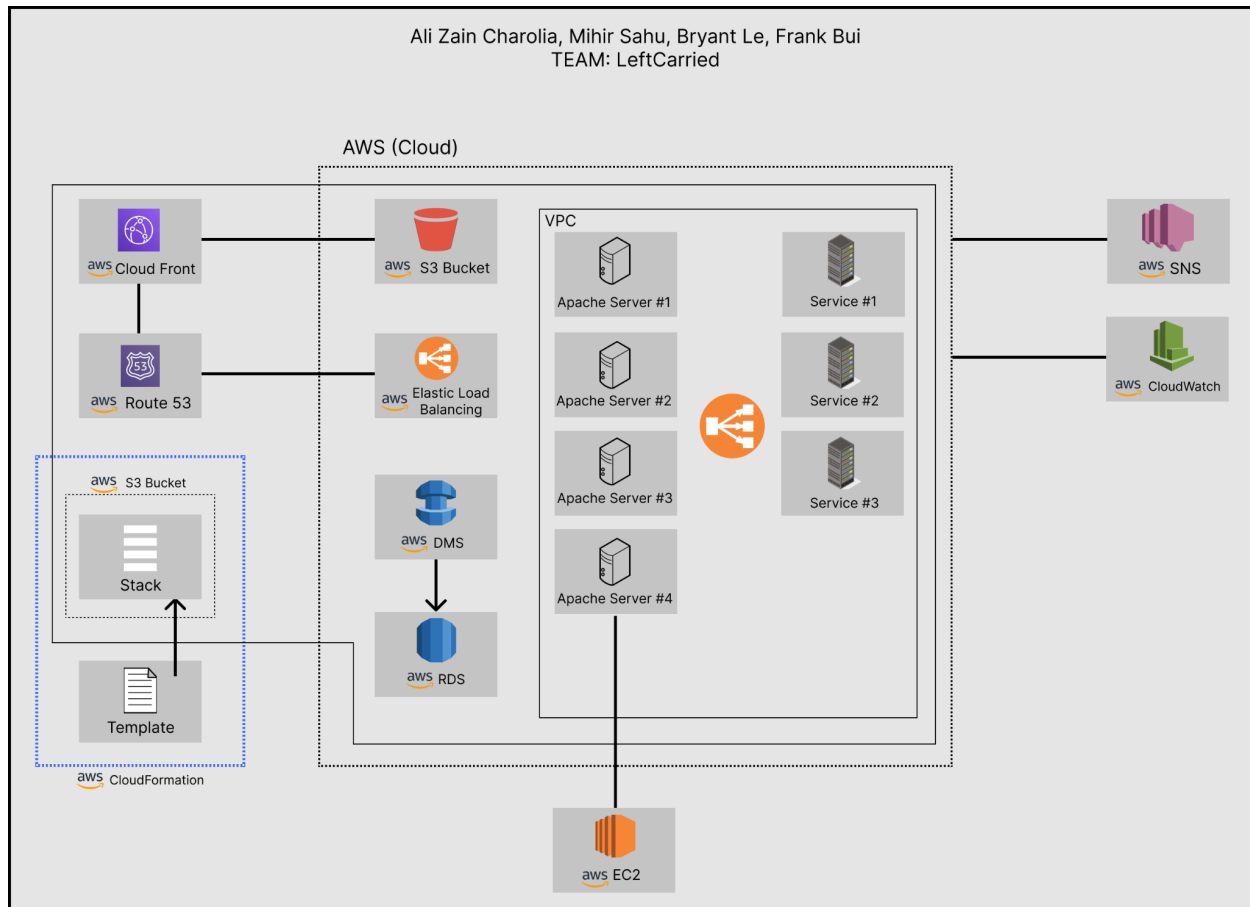 Ali Zain Charolia, Mihir Sahu, Bryant Le, Frank Bui
TEAM: LeftCarried
AWS (Cloud)
aws Cloud Front
aws S3 Bucket
VPC
Apache Server #1
Service #1
aws SNS
53
aws Route 53
aws Elastic Load
Balancing
Apache Server #2
Service #2
aws CloudWatch
aws S3 Bucket
Stack
aws DMS
Apache Server #3
Service #3
Apache Server #4
aws RDS
Template
aws CloudFormation
aws EC2